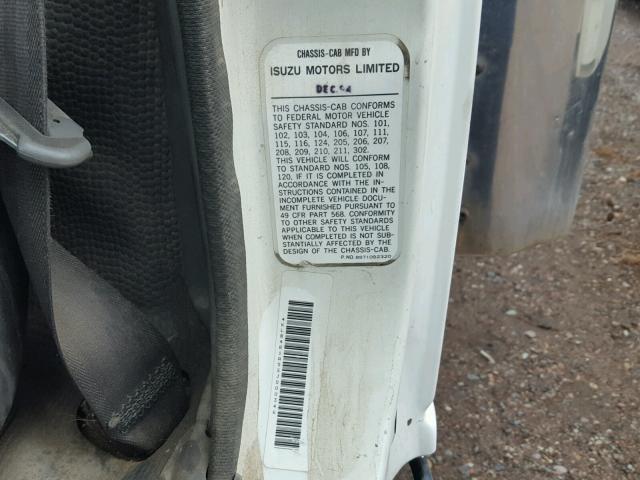 CHASSIS-CAB MFD BY
ISUZU MOTORS LIMITED
DEC.
THIS CHASSIS-CAB CONFORMS
TO FEDERAL MOTOR VEHICLE
SAFETY STANDARD NOS. 101,
102, 103, 104, 106, 107, 111,
115, 116, 124, 205, 206, 207,
208, 209, 210, 211, 302.
THIS VEHICLE WILL CONFORM
TO STANDARD NOS. 105, 108,
120, IF IT IS COMPLETED IN
ACCORDANCE WITH THE IN-
STRUCTIONS CONTAINED IN THE
INCOMPLETE VEHICLE DOCU-
MENT FURNISHED PURSUANT TO
49 CFR PART 568. CONFORMITY
TO OTHER SAFETY STANDARDS
APPLICABLE TO THIS VEHICLE
WHEN COMPLETED IS NOT SUB-
STANTIALLY AFFECTED BY THE
DESIGN OF THE CHASSIS-CAB.
P. NO.